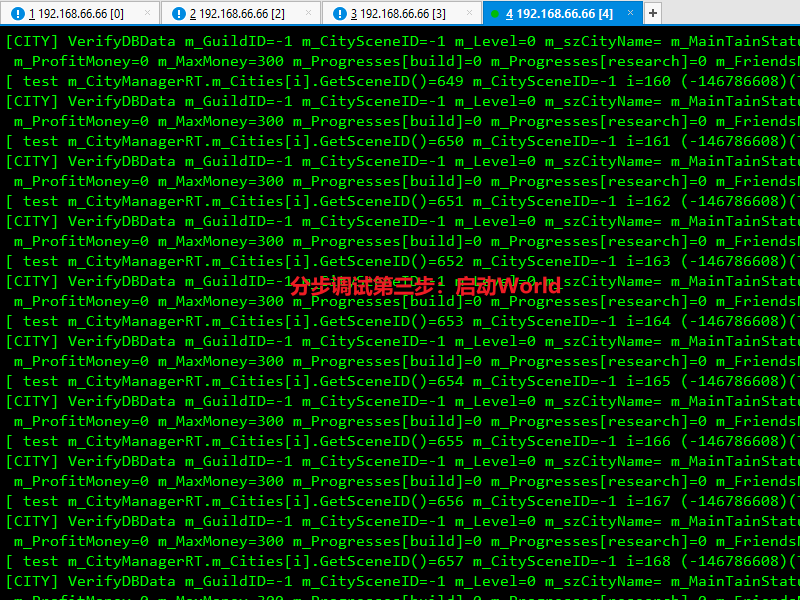 1 192.168.66.66 [0] × 2 192.168.66.66 [2] × 3 192.168.66.66 [3] × 4 192.168.66.66 [4] × +
[CITY] VerifyDBData m_GuildID=-1 m_CitySceneID=-1 m_Level=0 m_szCityName= m_MainTainStatu
m_ProfitMoney=0 m_MaxMoney=300 m_Progresses[build]=0 m_Progresses[research]=0 m_Friends
[ test m_CityManagerRT.m_Cities[i].GetSceneID()=649 m_CitySceneID=-1 i=160 (-146786608)(
[CITY] VerifyDBData m_GuildID=-1 m_CitySceneID=-1 m_Level=0 m_szCityName= m_MainTainStatu
m_ProfitMoney=0 m_MaxMoney=300 m_Progresses[build]=0 m_Progresses[research]=0 m_Friends
[ test m_CityManagerRT.m_Cities[i].GetSceneID()=650 m_CitySceneID=-1 i=161 (-146786608)(
[CITY] VerifyDBData m_GuildID=-1 m_CitySceneID=-1 m_Level=0 m_szCityName= m_MainTainStatu
m_ProfitMoney=0 m_MaxMoney=300 m_Progresses[build]=0 m_Progresses[research]=0 m_Friends
[ test m_CityManagerRT.m_Cities[i].GetSceneID()=651 m_CitySceneID=-1 i=162 (-146786608)(
[CITY] VerifyDBData m_GuildID=-1 m_CitySceneID=-1 m_Level=0 m_szCityName= m_MainTainStatu
m_ProfitMoney=0 m_MaxMoney=300 m_Progresses[build]=0 m_Progresses[research]=0 m_Friends
[ test m_CityManagerRT.m_Cities[i].GetSceneID()=652 m_CitySceneID=-1 i=163 (-146786608)(
[CITY] VerifyDBData m_GuildID=-1 m_CitySceneID=-1 m_Level=0 m_szCityName= m_MainTainStatu
分步调试第三步：启动World
m_ProfitMoney=0 m_MaxMoney=300 m_Progresses[build]=0 m_Progresses[research]=0 m_Friends
[ test m_CityManagerRT.m_Cities[i].GetSceneID()=653 m_CitySceneID=-1 i=164 (-146786608)(
[CITY] VerifyDBData m_GuildID=-1 m_CitySceneID=-1 m_Level=0 m_szCityName= m_MainTainStatu
m_ProfitMoney=0 m_MaxMoney=300 m_Progresses[build]=0 m_Progresses[research]=0 m_Friends
[ test m_CityManagerRT.m_Cities[i].GetSceneID()=654 m_CitySceneID=-1 i=165 (-146786608)(
[CITY] VerifyDBData m_GuildID=-1 m_CitySceneID=-1 m_Level=0 m_szCityName= m_MainTainStatu
m_ProfitMoney=0 m_MaxMoney=300 m_Progresses[build]=0 m_Progresses[research]=0 m_Friends
[ test m_CityManagerRT.m_Cities[i].GetSceneID()=655 m_CitySceneID=-1 i=166 (-146786608)(
[CITY] VerifyDBData m_GuildID=-1 m_CitySceneID=-1 m_Level=0 m_szCityName= m_MainTainStatu
m_ProfitMoney=0 m_MaxMoney=300 m_Progresses[build]=0 m_Progresses[research]=0 m_Friends
[ test m_CityManagerRT.m_Cities[i].GetSceneID()=656 m_CitySceneID=-1 i=167 (-146786608)(
[CITY] VerifyDBData m_GuildID=-1 m_CitySceneID=-1 m_Level=0 m_szCityName= m_MainTainStatu
m_ProfitMoney=0 m_MaxMoney=300 m_Progresses[build]=0 m_Progresses[research]=0 m_Friends
[ test m_CityManagerRT.m_Cities[i].GetSceneID()=657 m_CitySceneID=-1 i=168 (-146786608)(
[CITY] VerifyDBData m_GuildID=-1 m_CitySceneID=-1 m_Level=0 m_szCityName= m_MainTainStatu